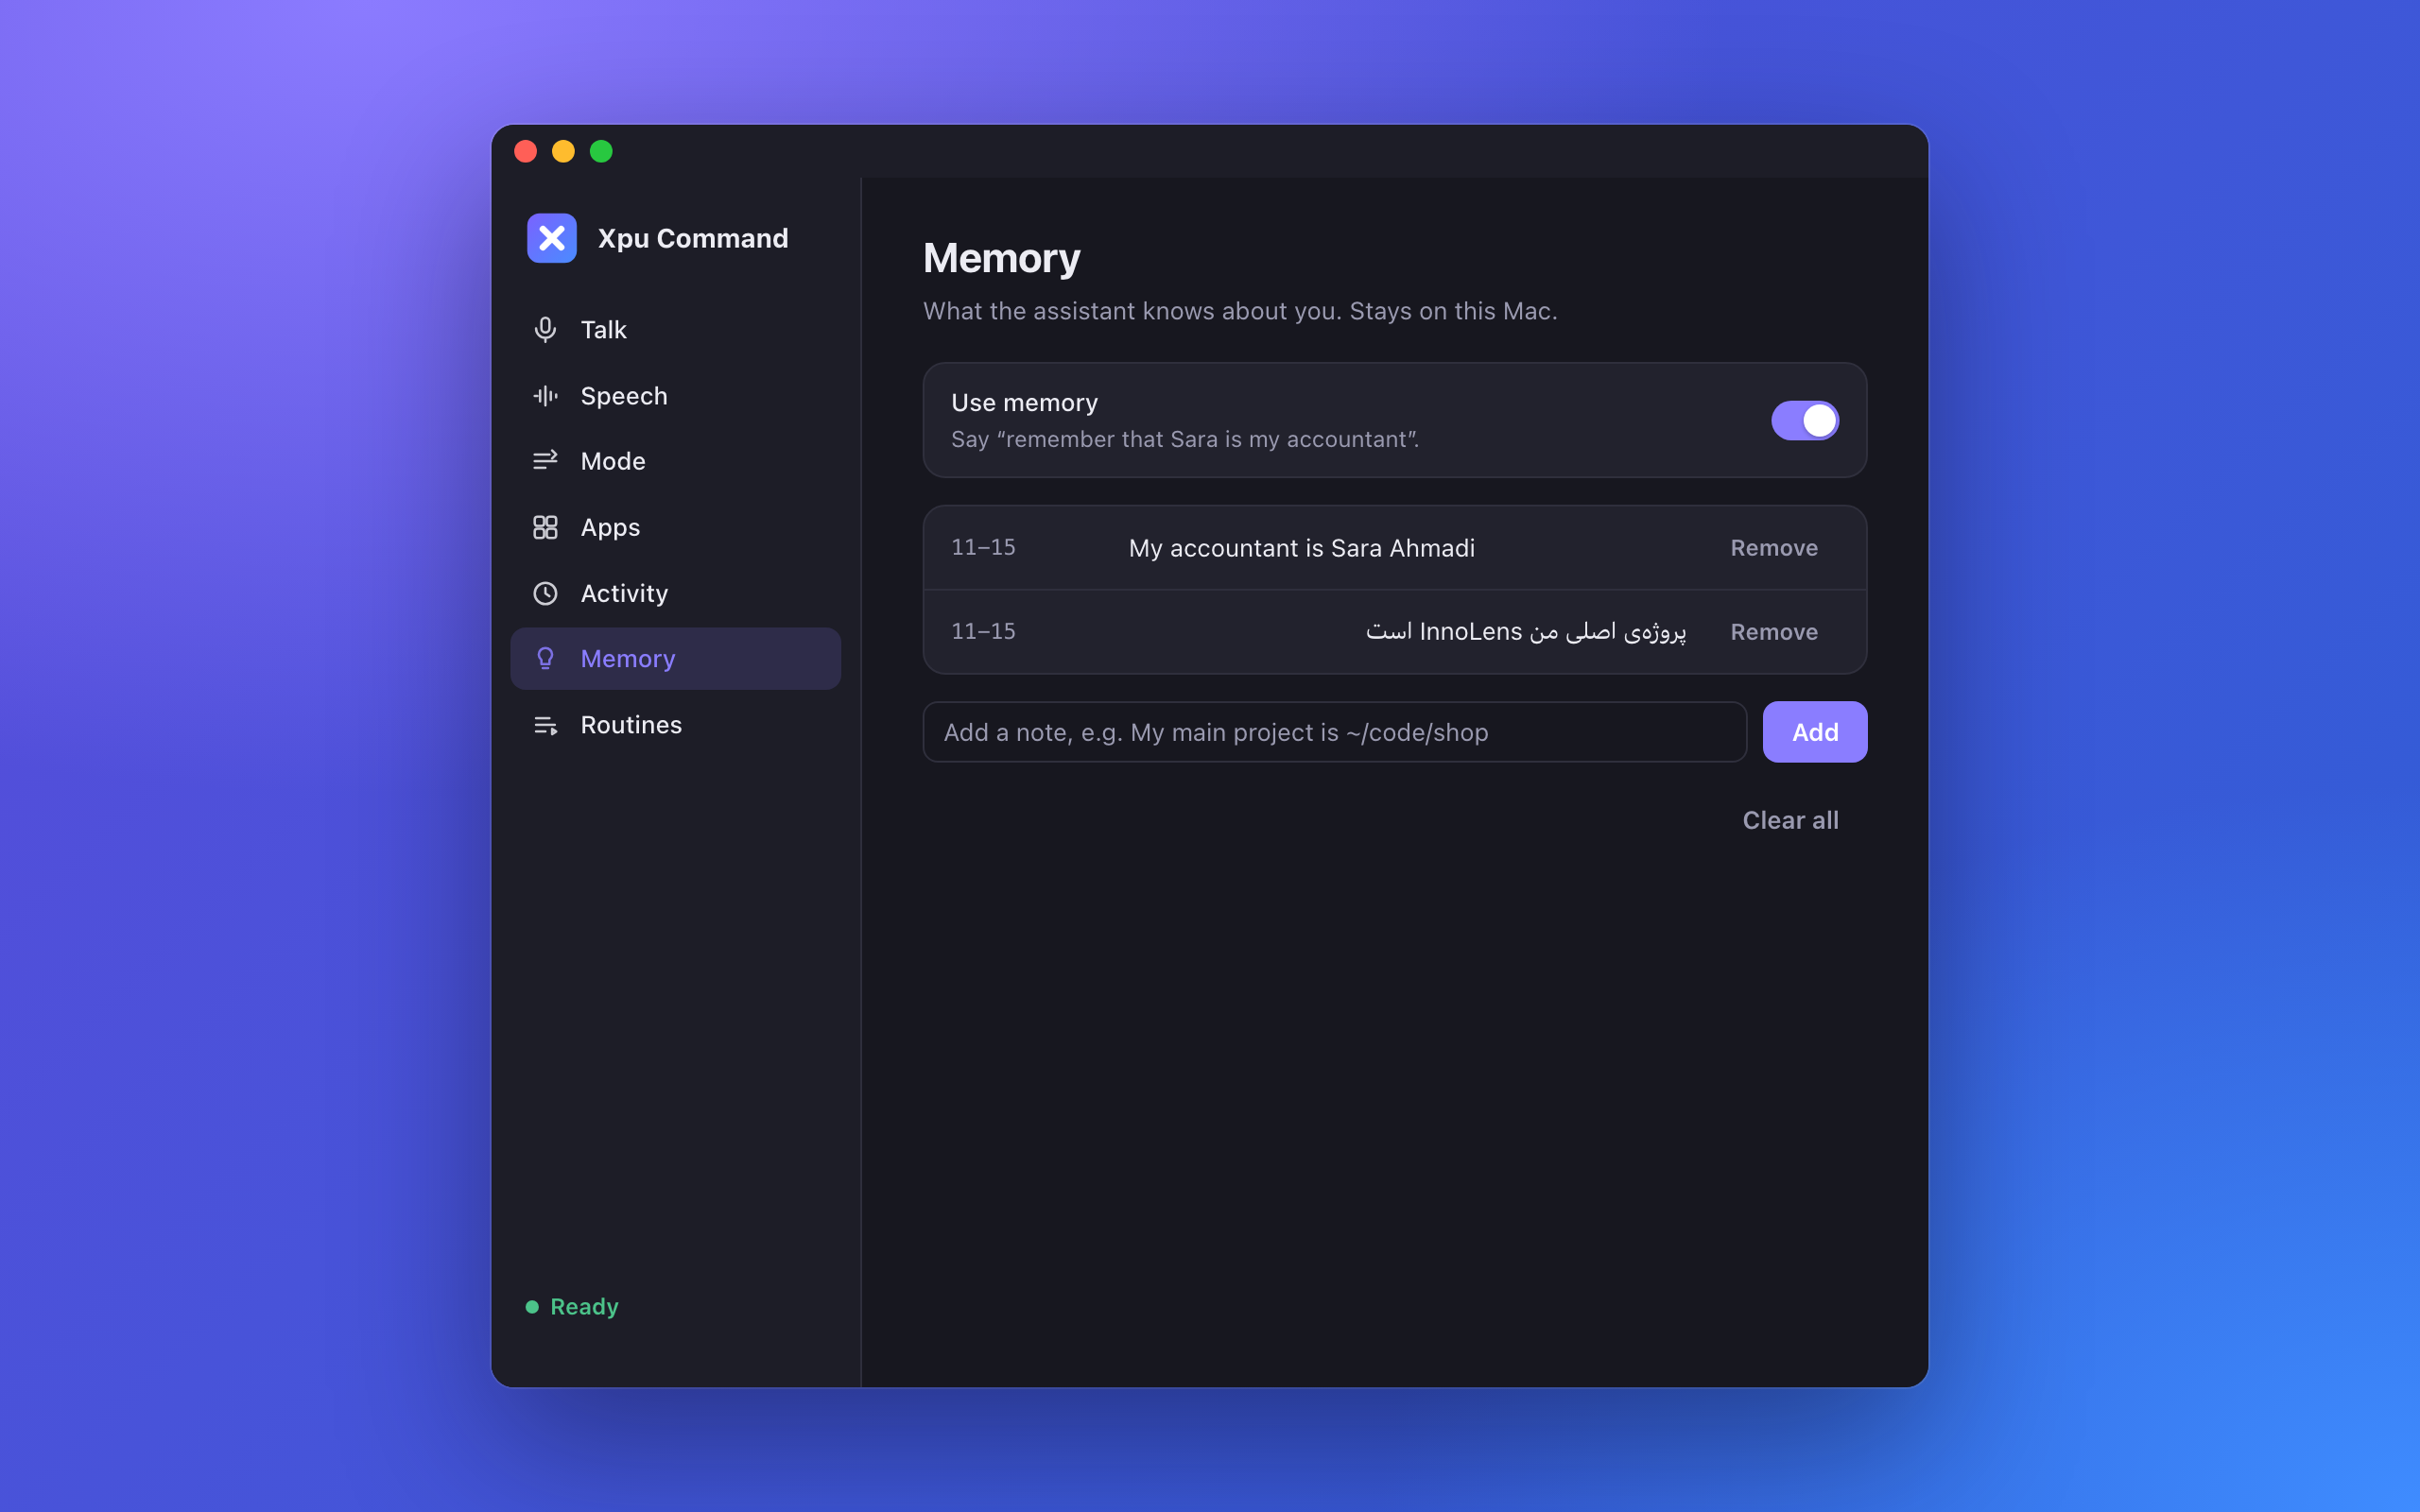 Xpu Command
Talk
Speech
Mode
Apps
Activity
Memory
Routines
Ready
Memory
What the assistant knows about you. Stays on this Mac.
Use memory
Say “remember that Sara is my accountant”.
11–15 My accountant is Sara Ahmadi Remove
11–15 پروژه‌ی اصلی من InnoLens است Remove
Add a note, e.g. My main project is ~/code/shop Add
Clear all